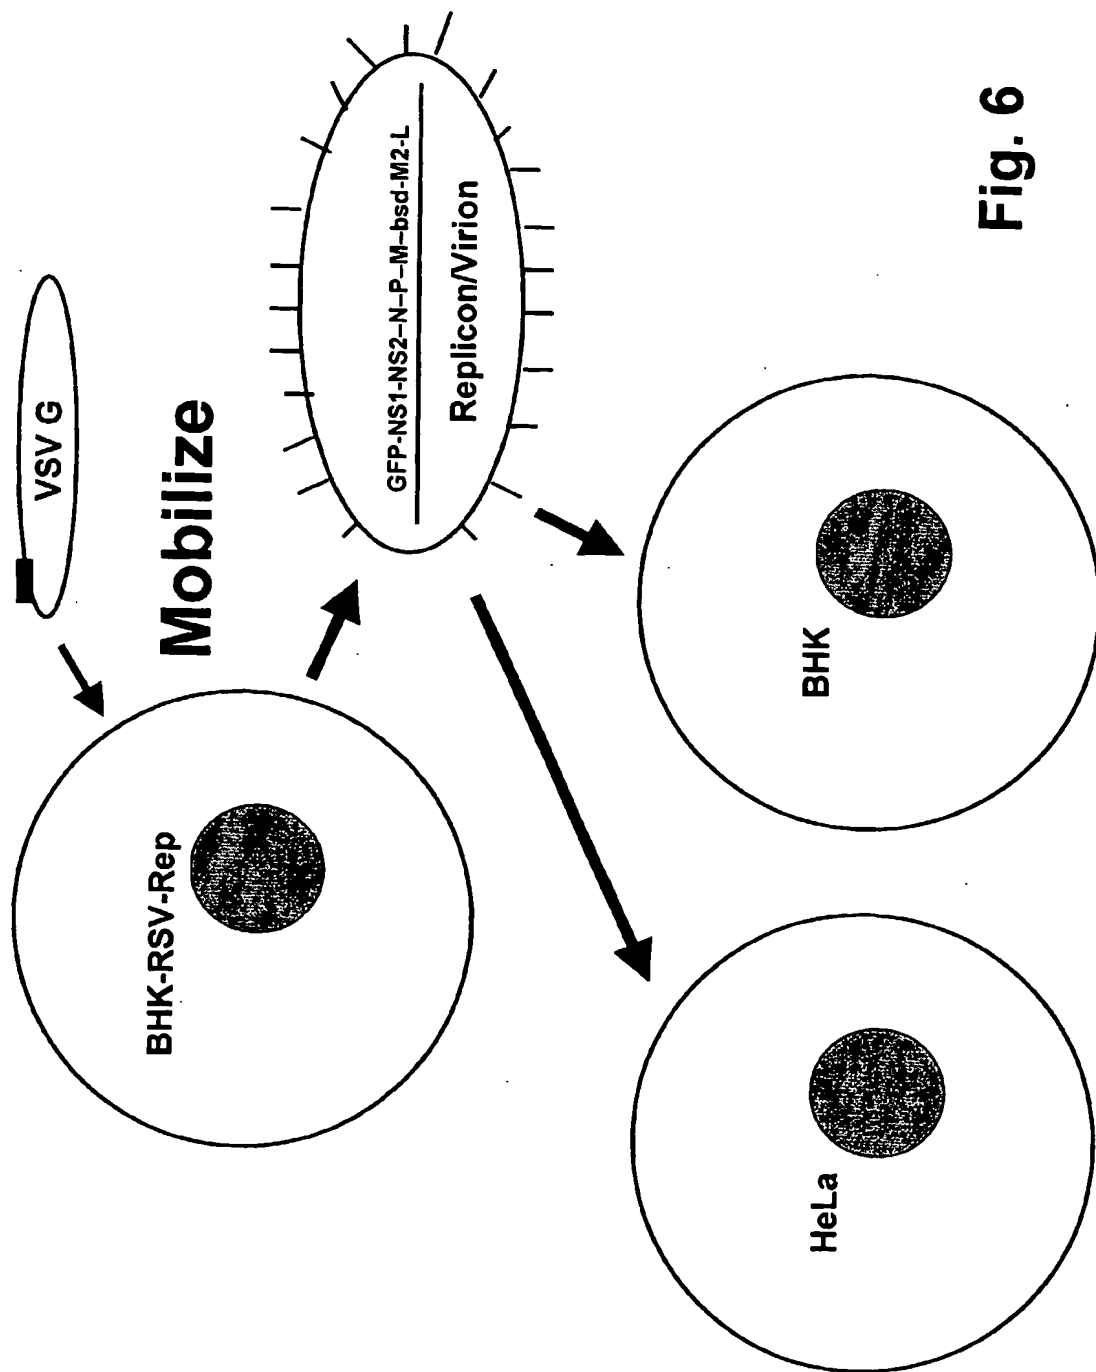 VSV G
BHK-RSV-Rep
Mobilize
GFP-NS1-NS2–N–P–M–bsd-M2-L
Replicon/Virion
HeLa
BHK
Fig. 6